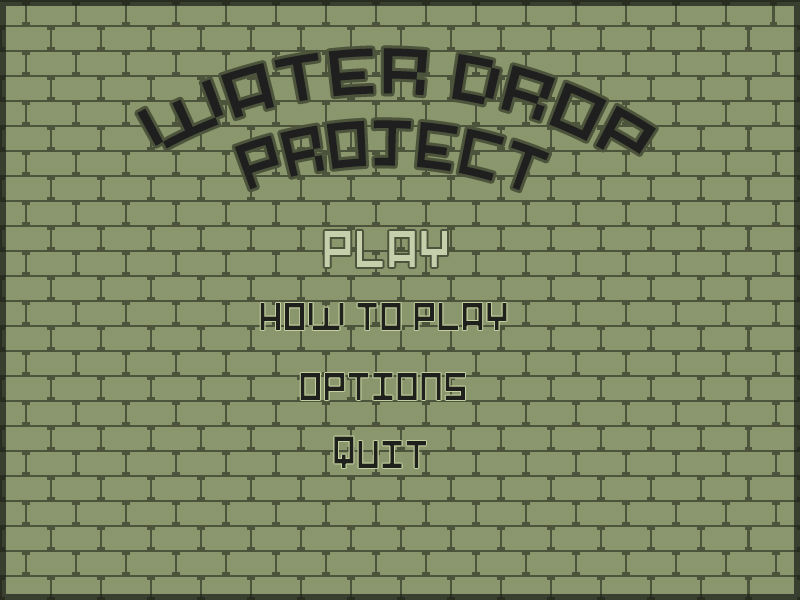 WATER DROP
PROJECT
PLAY
HOW TO PLAY
OPTIONS
QUIT